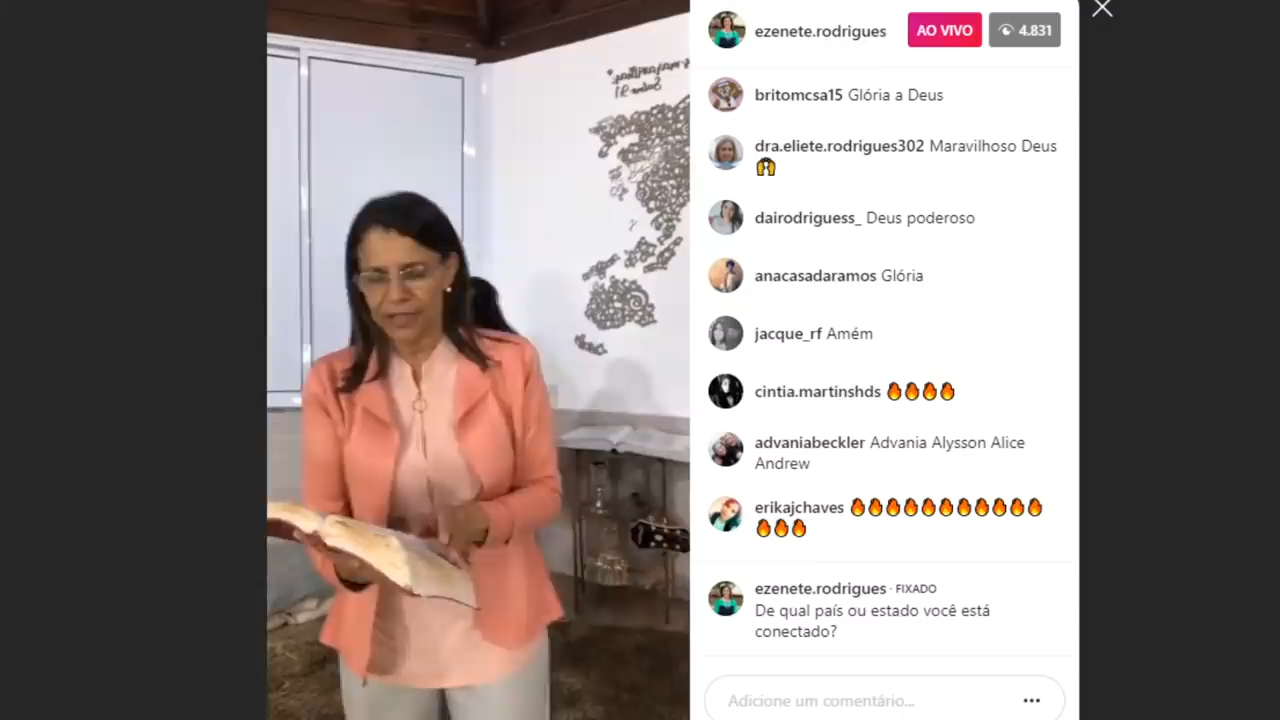 ezenete.rodrigues AO VIVO 4.831
britomcsa15 Glória a Deus
dra.eliete.rodrigues302 Maravilhoso Deus
🙌
dairodriguess_ Deus poderoso
anacasadaramos Glória
jacque_rf Amém
cintia.martinshds 🔥🔥🔥🔥
advaniabeckler Advania Alysson Alice
Andrew
erikajchaves 🔥🔥🔥🔥🔥🔥🔥🔥🔥🔥🔥
🔥🔥🔥
ezenete.rodrigues · FIXADO
De qual país ou estado você está
conectado?
Adicione um comentário...